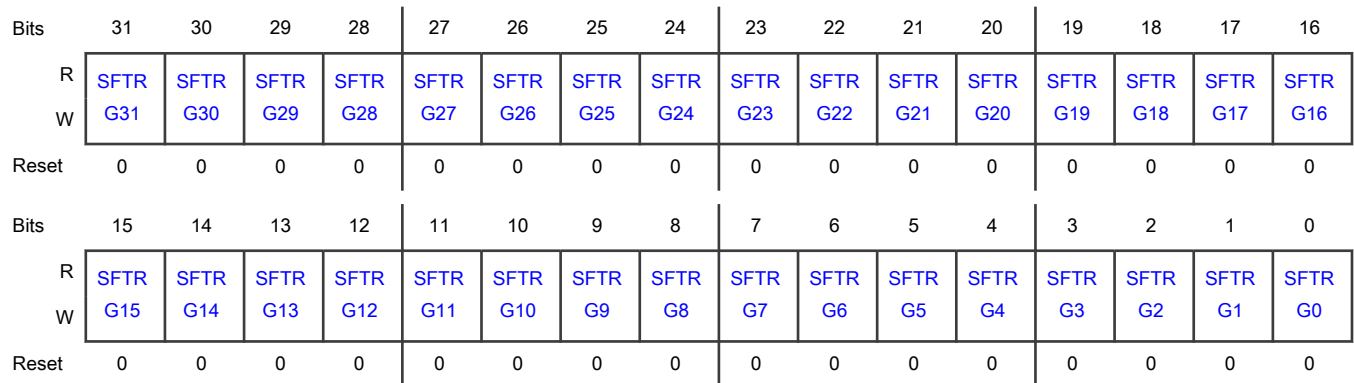 Bits 31 30 29 28 27 26 25 24 23 22 21 20 19 18 17 16
R SFTR SFTR SFTR SFTR SFTR SFTR SFTR SFTR SFTR SFTR SFTR SFTR SFTR SFTR SFTR SFTR
W G31 G30 G29 G28 G27 G26 G25 G24 G23 G22 G21 G20 G19 G18 G17 G16
Reset 0 0 0 0 0 0 0 0 0 0 0 0 0 0 0 0
Bits 15 14 13 12 11 10 9 8 7 6 5 4 3 2 1 0
R SFTR SFTR SFTR SFTR SFTR SFTR SFTR SFTR SFTR SFTR SFTR SFTR SFTR SFTR SFTR SFTR
W G15 G14 G13 G12 G11 G10 G9 G8 G7 G6 G5 G4 G3 G2 G1 G0
Reset 0 0 0 0 0 0 0 0 0 0 0 0 0 0 0 0